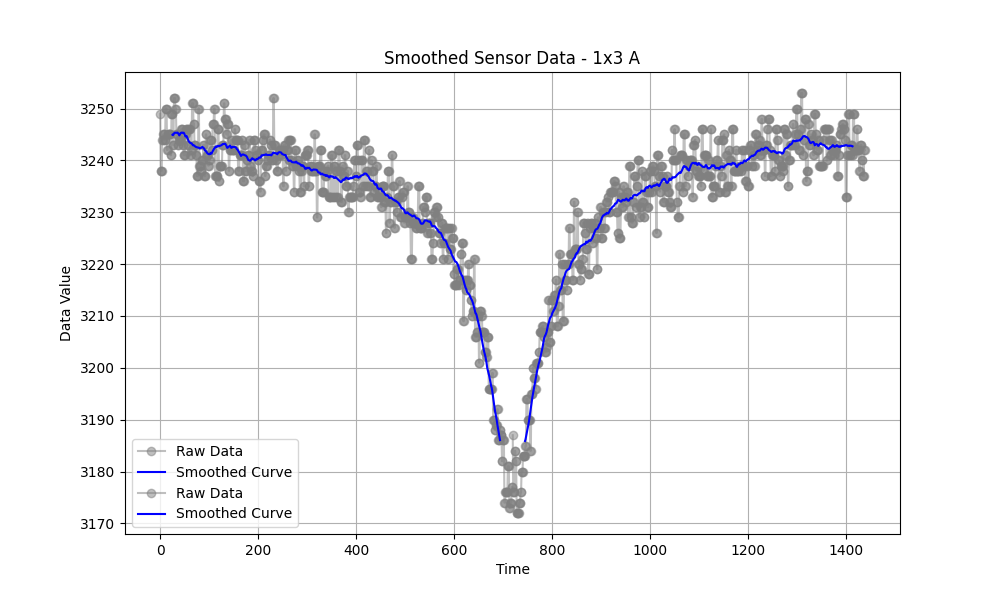 Smoothed Sensor Data - 1x3 A
3250
3240
3230
3220
3210
3200
3190
3180
3170
Data Value
Raw Data
Smoothed Curve
Raw Data
Smoothed Curve
0 200 400 600 800 1000 1200 1400
Time